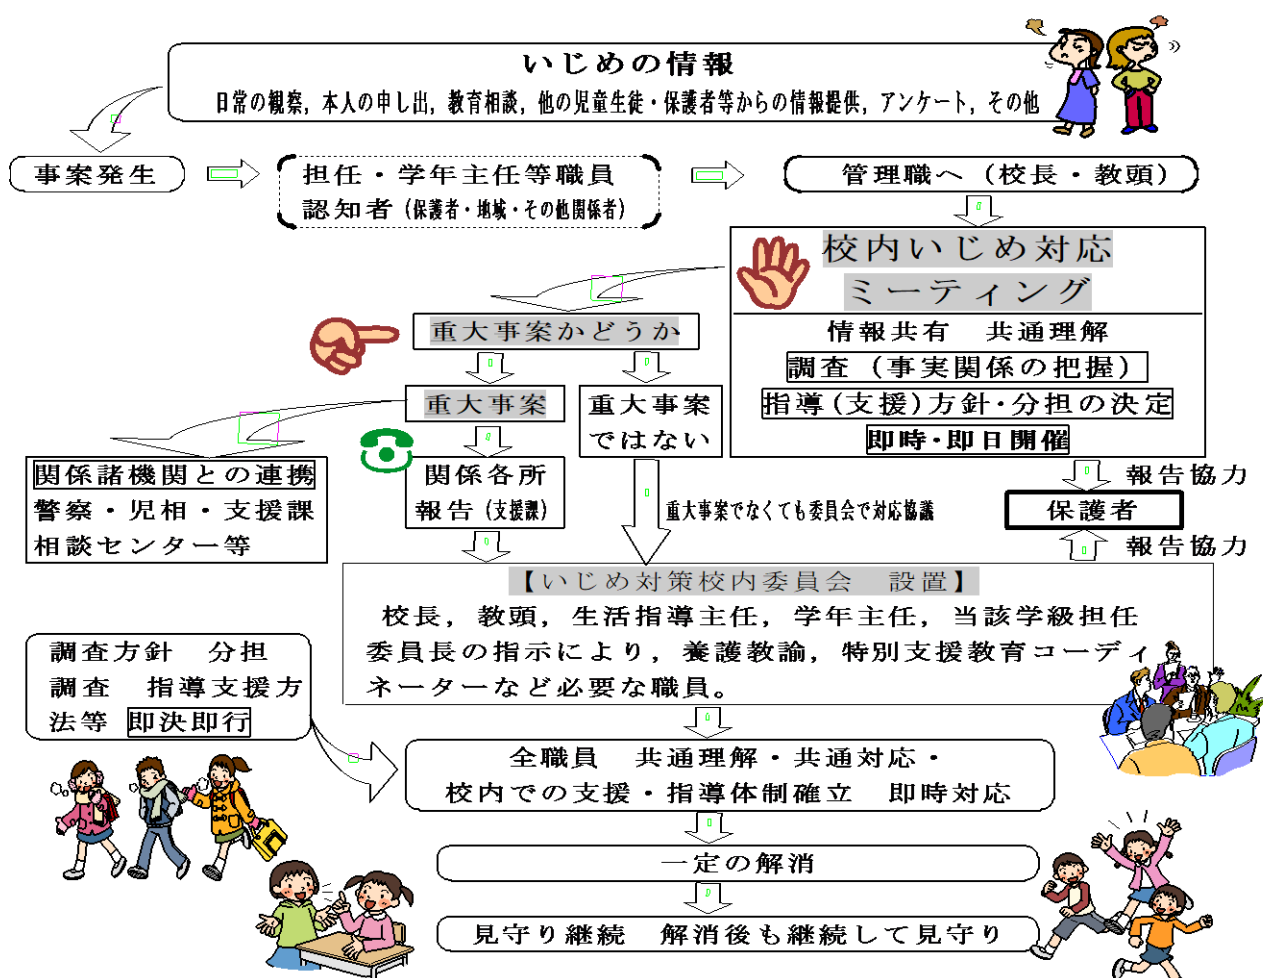 いじめの情報
日常の観察，本人の申し出，教育相談，他の児童生徒・保護者等からの情報提供，アンケート，その他
事案発生
担任・学年主任等職員
認知者（保護者・地域・その他関係者）
管理職へ（校長・教頭）
校内いじめ対応
ミーティング
情報共有　共通理解
調査（事実関係の把握）
指導(支援)方針・分担の決定
即時・即日開催
重大事案かどうか
重大事案
重大事案
ではない
関係諸機関との連携
警察・児相・支援課
相談センター等
関係各所
報告（支援課）
重大事案でなくても委員会で対応協議
報告協力
保護者
報告協力
【いじめ対策校内委員会　設置】
校長，教頭，生活指導主任，学年主任，当該学級担任
委員長の指示により，養護教諭，特別支援教育コーディ
ネーターなど必要な職員。
調査方針　分担
調査　指導支援方
法等　即決即行
全職員　共通理解・共通対応・
校内での支援・指導体制確立　即時対応
一定の解消
見守り継続　解消後も継続して見守り